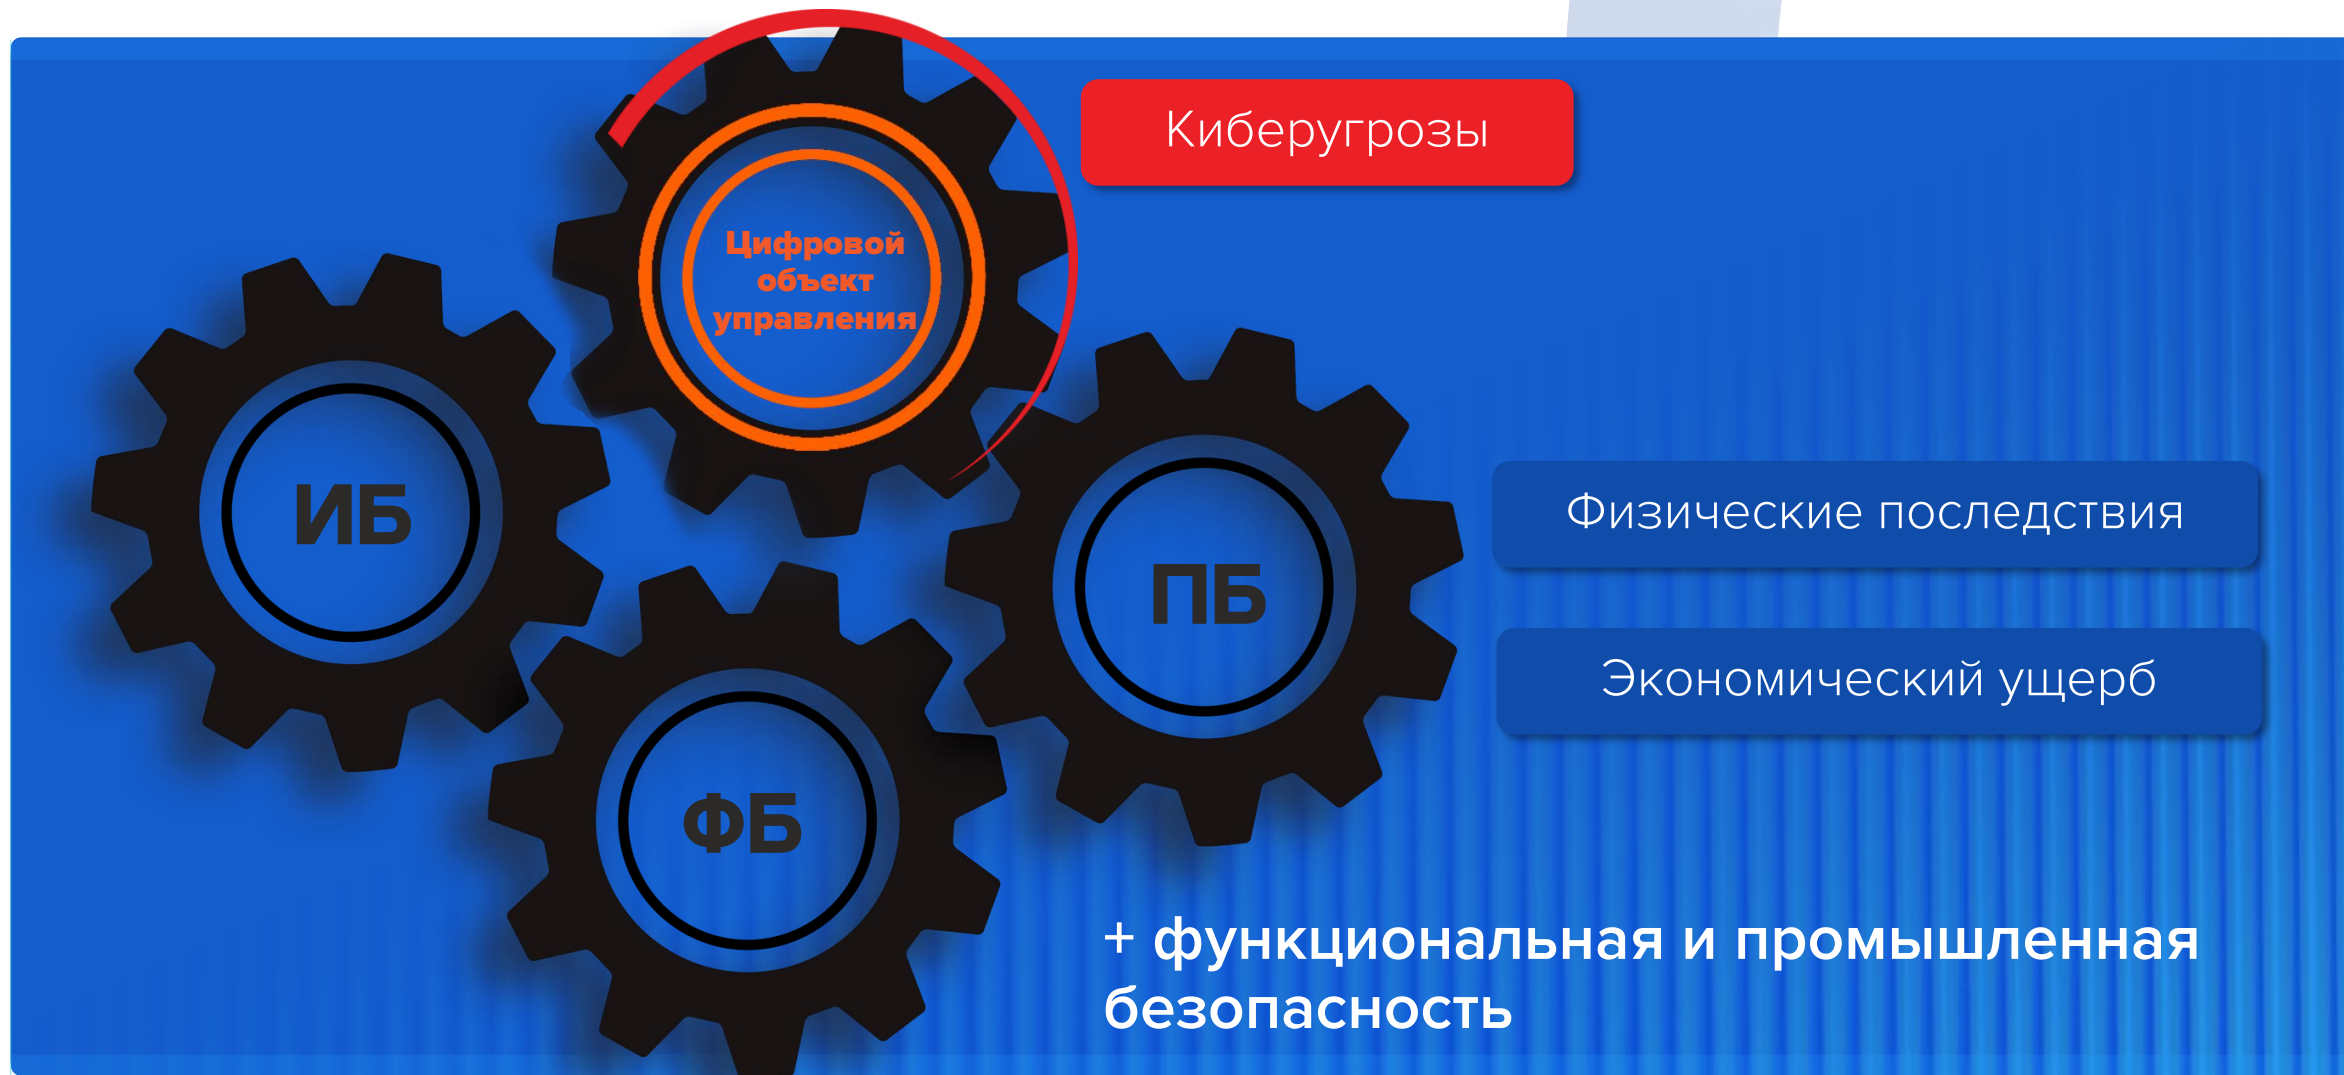 Киберугрозы
Цифровой
объект
управления
ИБ
Физические последствия
ПБ
Экономический ущерб
ФБ
+ функциональная и промышленная
безопасность